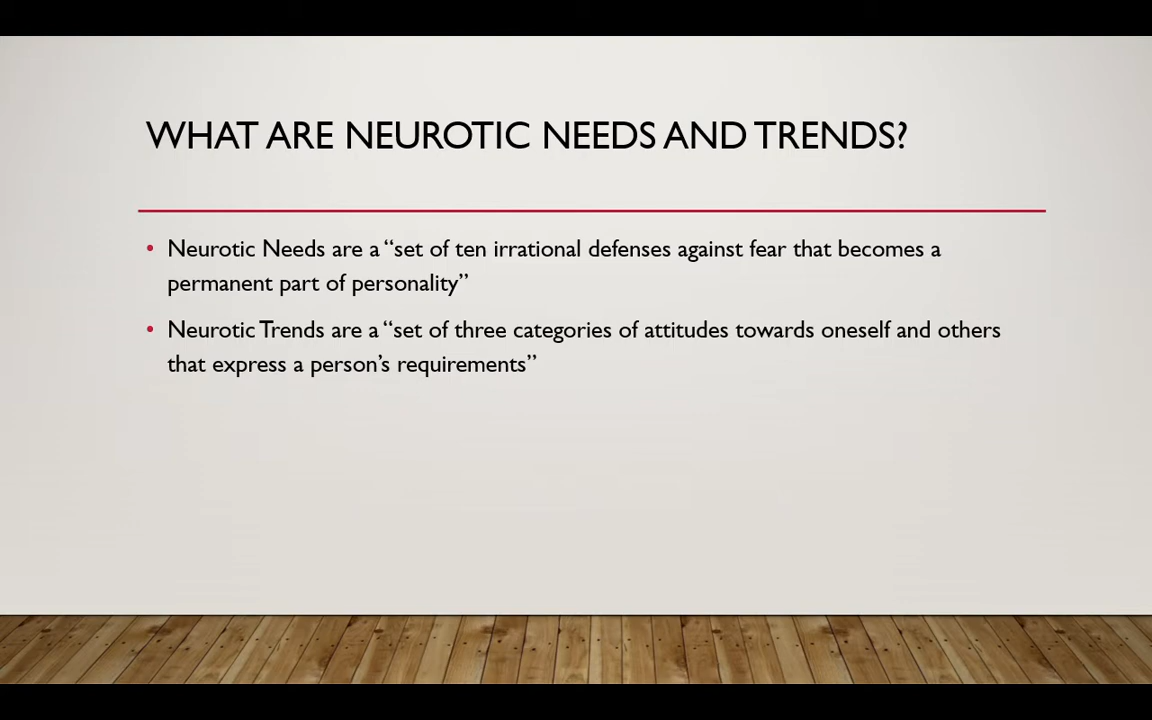 WHAT ARE NEUROTIC NEEDS AND TRENDS?
• Neurotic Needs are a “set of ten irrational defenses against fear that becomes a
permanent part of personality”
• Neurotic Trends are a “set of three categories of attitudes towards oneself and others
that express a person’s requirements”